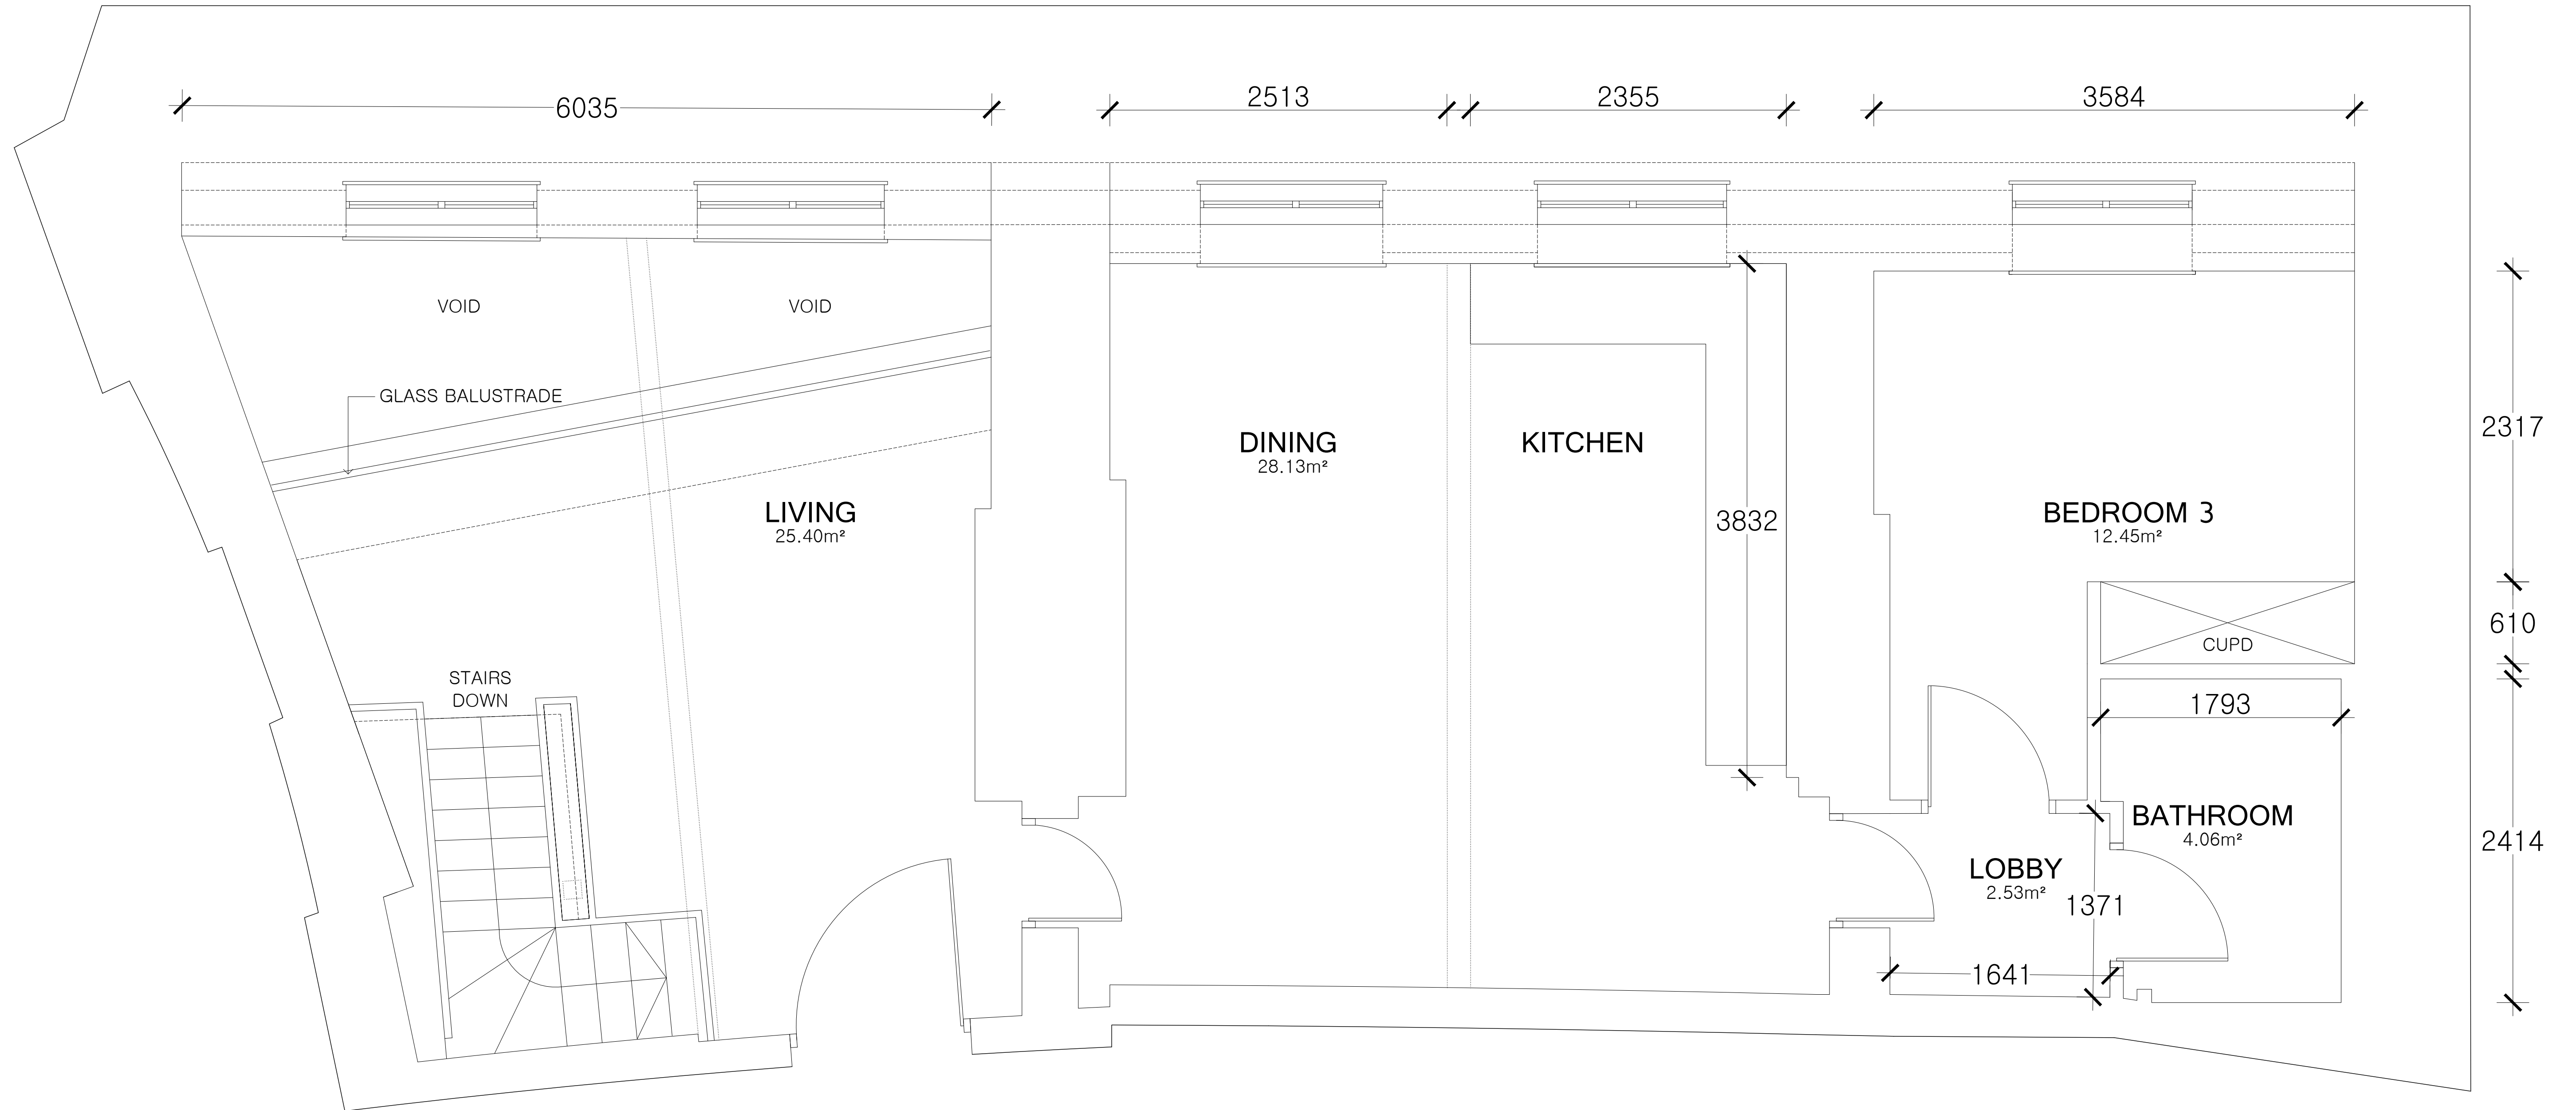 6035
2513
2355
3584
VOID
VOID
GLASS BALUSTRADE
2317
DINING
28.13m²
KITCHEN
LIVING
25.40m²
3832
BEDROOM 3
12.45m²
610
CUPD
STAIRS
DOWN
1793
BATHROOM
4.06m²
2414
LOBBY
2.53m²
1371
1641